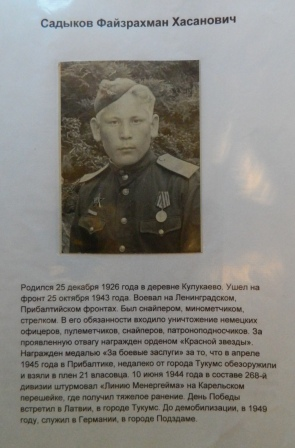 Садыков Файзрахман Хасанович
Родился 25 декабря 1926 года в деревне Кулукаево. Ушел на
фронт 25 октября 1943 года. Воевал на Ленинградском,
Прибалтийском фронтах. Был снайпером, минометчиком,
стрелком. В его обязанности входило уничтожение немецких
офицеров, пулеметчиков, снайперов, патроноподносчиков. За
проявленную отвагу награжден орденом «Красной звезды».
Награжден медалью «За боевые заслуги» за то, что в апреле
1945 года в Прибалтике, недалеко от города Тукумс обезоружили
и взяли в плен 21 власовца. 10 июня 1944 года в составе 268-й
дивизии штурмовал «Линию Менергейма» на Карельском
перешейке, где получил тяжелое ранение. День Победы
встретил в Латвии, в городе Тукумс. До демобилизации, в 1949
году, служил в Германии, в городе Подздаме.